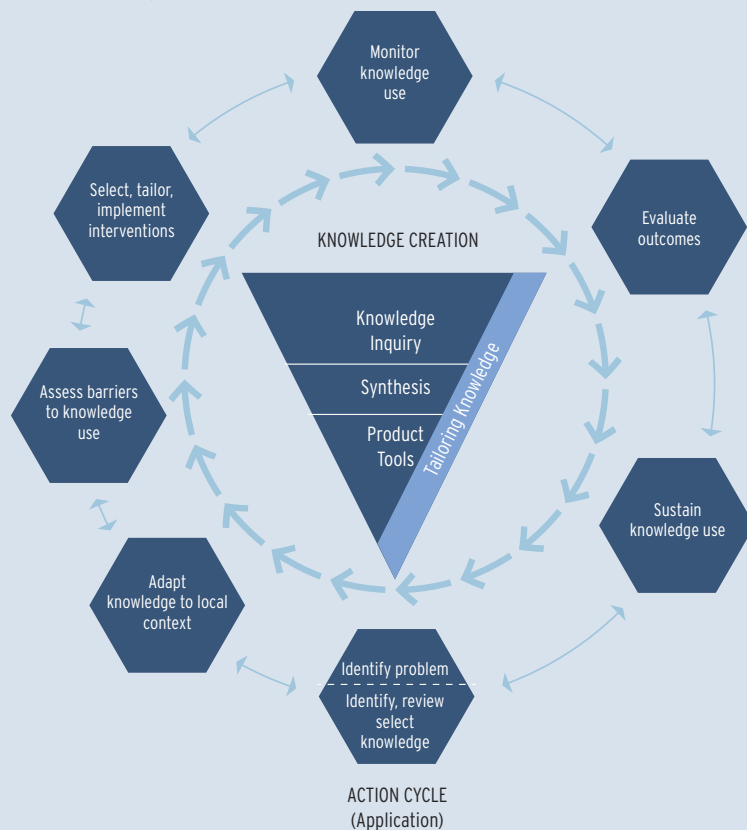 Monitor
knowledge
use
Select, tailor,
implement
interventions
Evaluate
outcomes
KNOWLEDGE CREATION
Knowledge
Inquiry
Synthesis
Product
Tools
Tailoring Knowledge
Assess barriers
to knowledge
use
Sustain
knowledge use
Adapt
knowledge to local
context
Identify problem
Identify, review
select
knowledge
ACTION CYCLE
(Application)